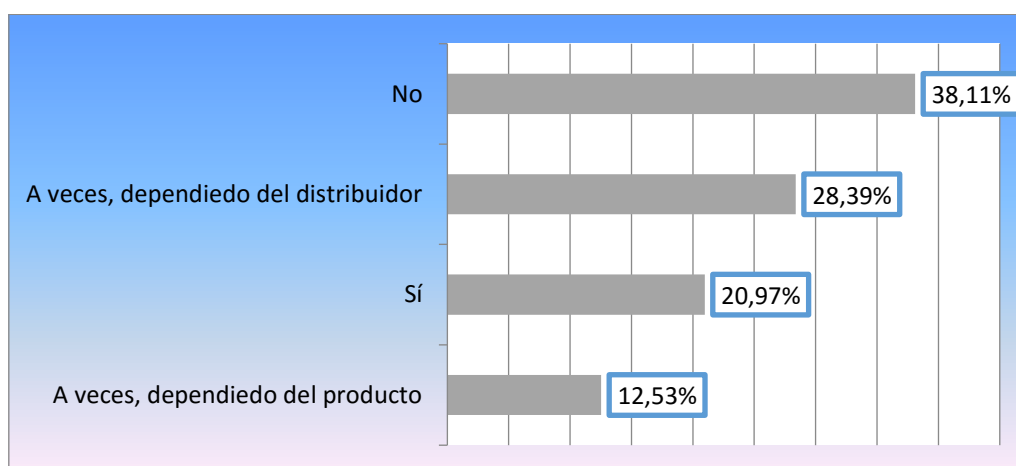 No
38,11%
A veces, dependiedo del distribuidor
28,39%
Sí
20,97%
A veces, dependiedo del producto
12,53%